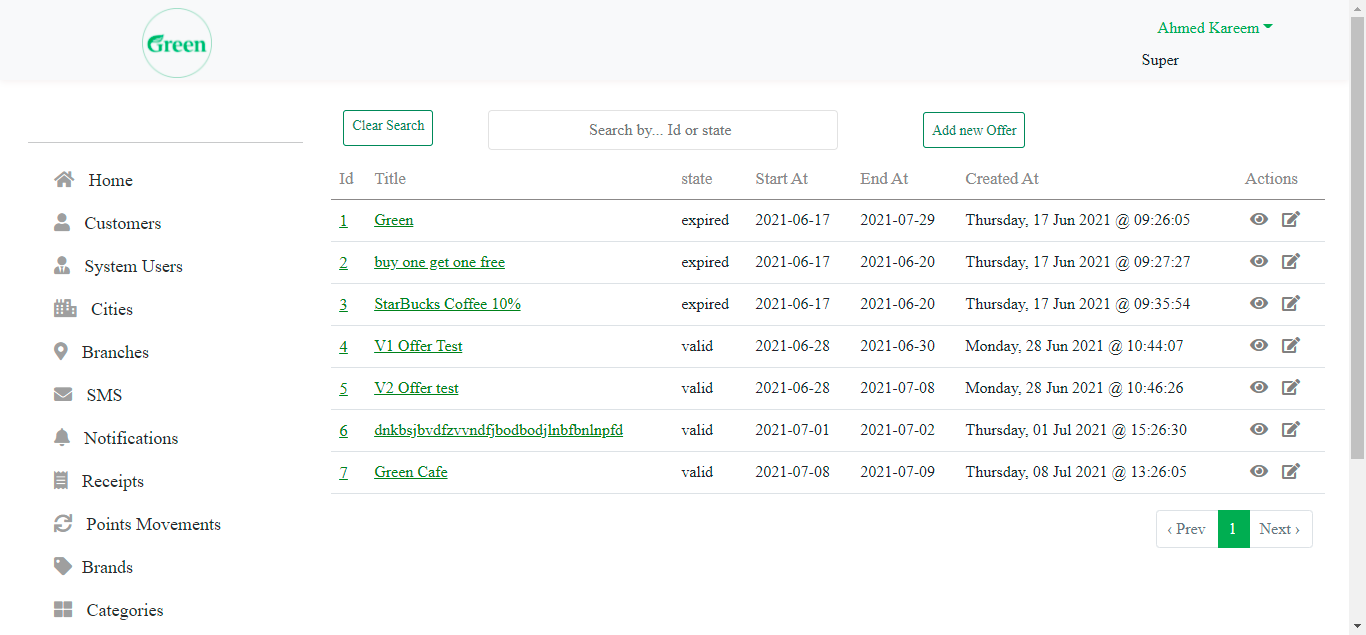 Green
Ahmed Kareem
Super
Clear Search
Search by... Id or state
Add new Offer
Home
Customers
System Users
Cities
Branches
SMS
Notifications
Receipts
Points Movements
Brands
Categories
Id Title state Start At End At Created At Actions
1 Green expired 2021-06-17 2021-07-29 Thursday, 17 Jun 2021 @ 09:26:05
2 buy one get one free expired 2021-06-17 2021-06-20 Thursday, 17 Jun 2021 @ 09:27:27
3 StarBucks Coffee 10% expired 2021-06-17 2021-06-20 Thursday, 17 Jun 2021 @ 09:35:54
4 V1 Offer Test valid 2021-06-28 2021-06-30 Monday, 28 Jun 2021 @ 10:44:07
5 V2 Offer test valid 2021-06-28 2021-07-08 Monday, 28 Jun 2021 @ 10:46:26
6 dnkbsjbvdfzvvndfjbodbodjlnbfbnlnpfd valid 2021-07-01 2021-07-02 Thursday, 01 Jul 2021 @ 15:26:30
7 Green Cafe valid 2021-07-08 2021-07-09 Thursday, 08 Jul 2021 @ 13:26:05
‹ Prev 1 Next ›